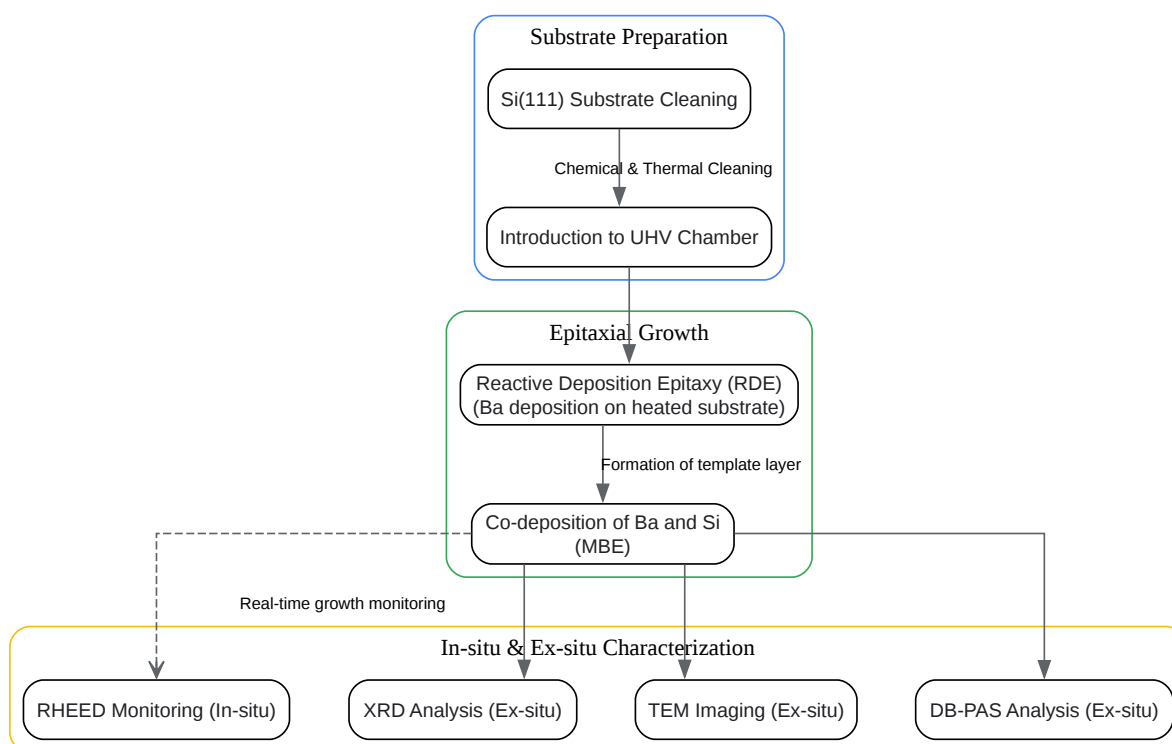 Substrate Preparation
Si(111) Substrate Cleaning
Chemical & Thermal Cleaning
Introduction to UHV Chamber
Epitaxial Growth
Reactive Deposition Epitaxy (RDE)
(Ba deposition on heated substrate)
Formation of template layer
Co-deposition of Ba and Si
(MBE)
Real-time growth monitoring
In-situ & Ex-situ Characterization
RHEED Monitoring (In-situ)
XRD Analysis (Ex-situ)
TEM Imaging (Ex-situ)
DB-PAS Analysis (Ex-situ)